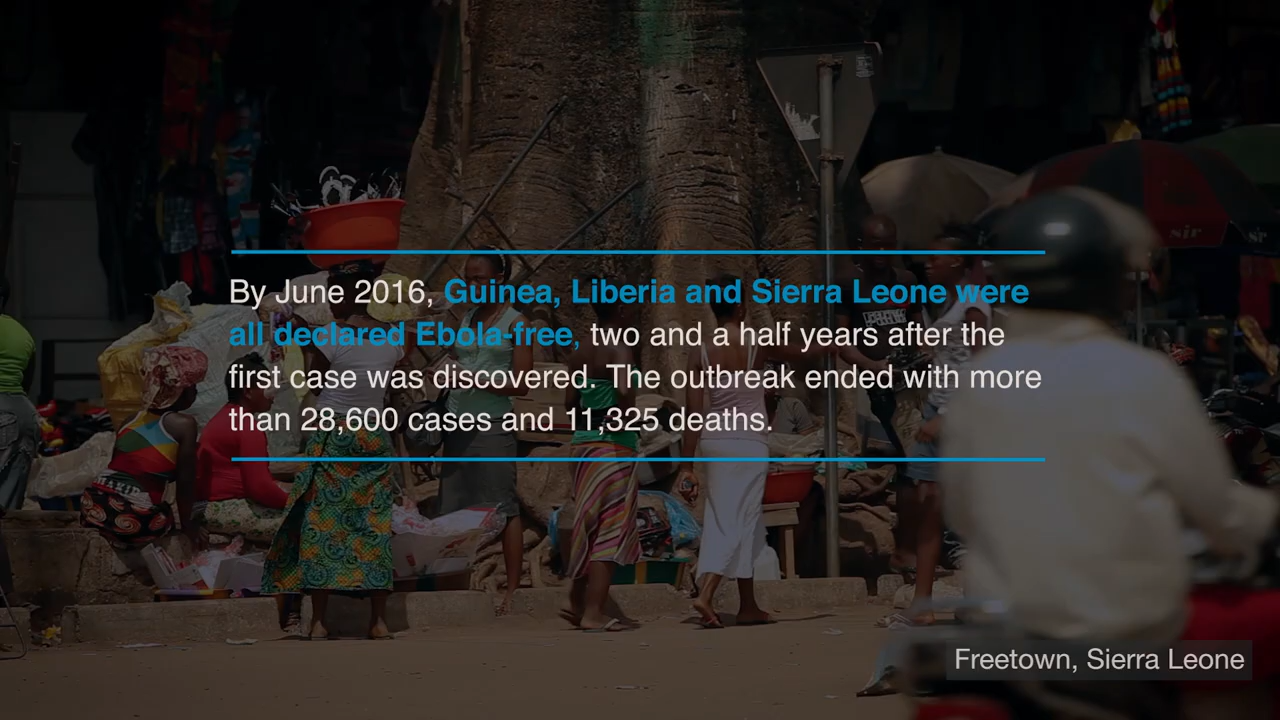 By June 2016, Guinea, Liberia and Sierra Leone were
all declared Ebola-free, two and a half years after the
first case was discovered. The outbreak ended with more
than 28,600 cases and 11,325 deaths.
Freetown, Sierra Leone